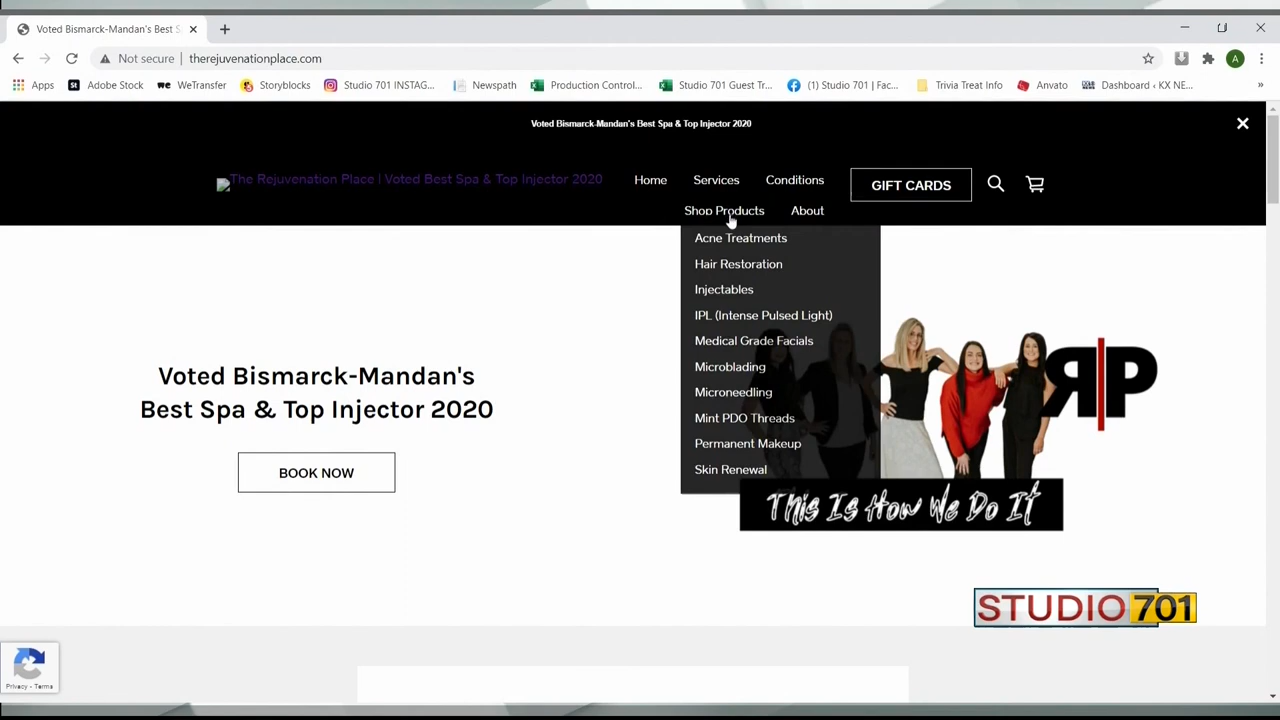 Voted Bismarck-Mandan's Best S
Not secure
therejuvenationplace.com
A
Apps
St
Adobe Stock
we
WeTransfer
Storyblocks
Studio 701 INSTAG...
Newspath
Production Control...
Studio 701 Guest Tr...
(1) Studio 701 | Fac...
Trivia Treat Info
Anvato
Dashboard ‹ KX NE...
»
Voted Bismarck-Mandan's Best Spa & Top Injector 2020
The Rejuvenation Place | Voted Best Spa & Top Injector 2020
Home
Services
Conditions
GIFT CARDS
Shop Products
About
Acne Treatments
Hair Restoration
Injectables
IPL (Intense Pulsed Light)
Medical Grade Facials
Microblading
Microneedling
Mint PDO Threads
Permanent Makeup
Skin Renewal
Voted Bismarck-Mandan's
Best Spa & Top Injector 2020
BOOK NOW
R|P
This Is How We Do It
STUDIO 701
Privacy - Terms